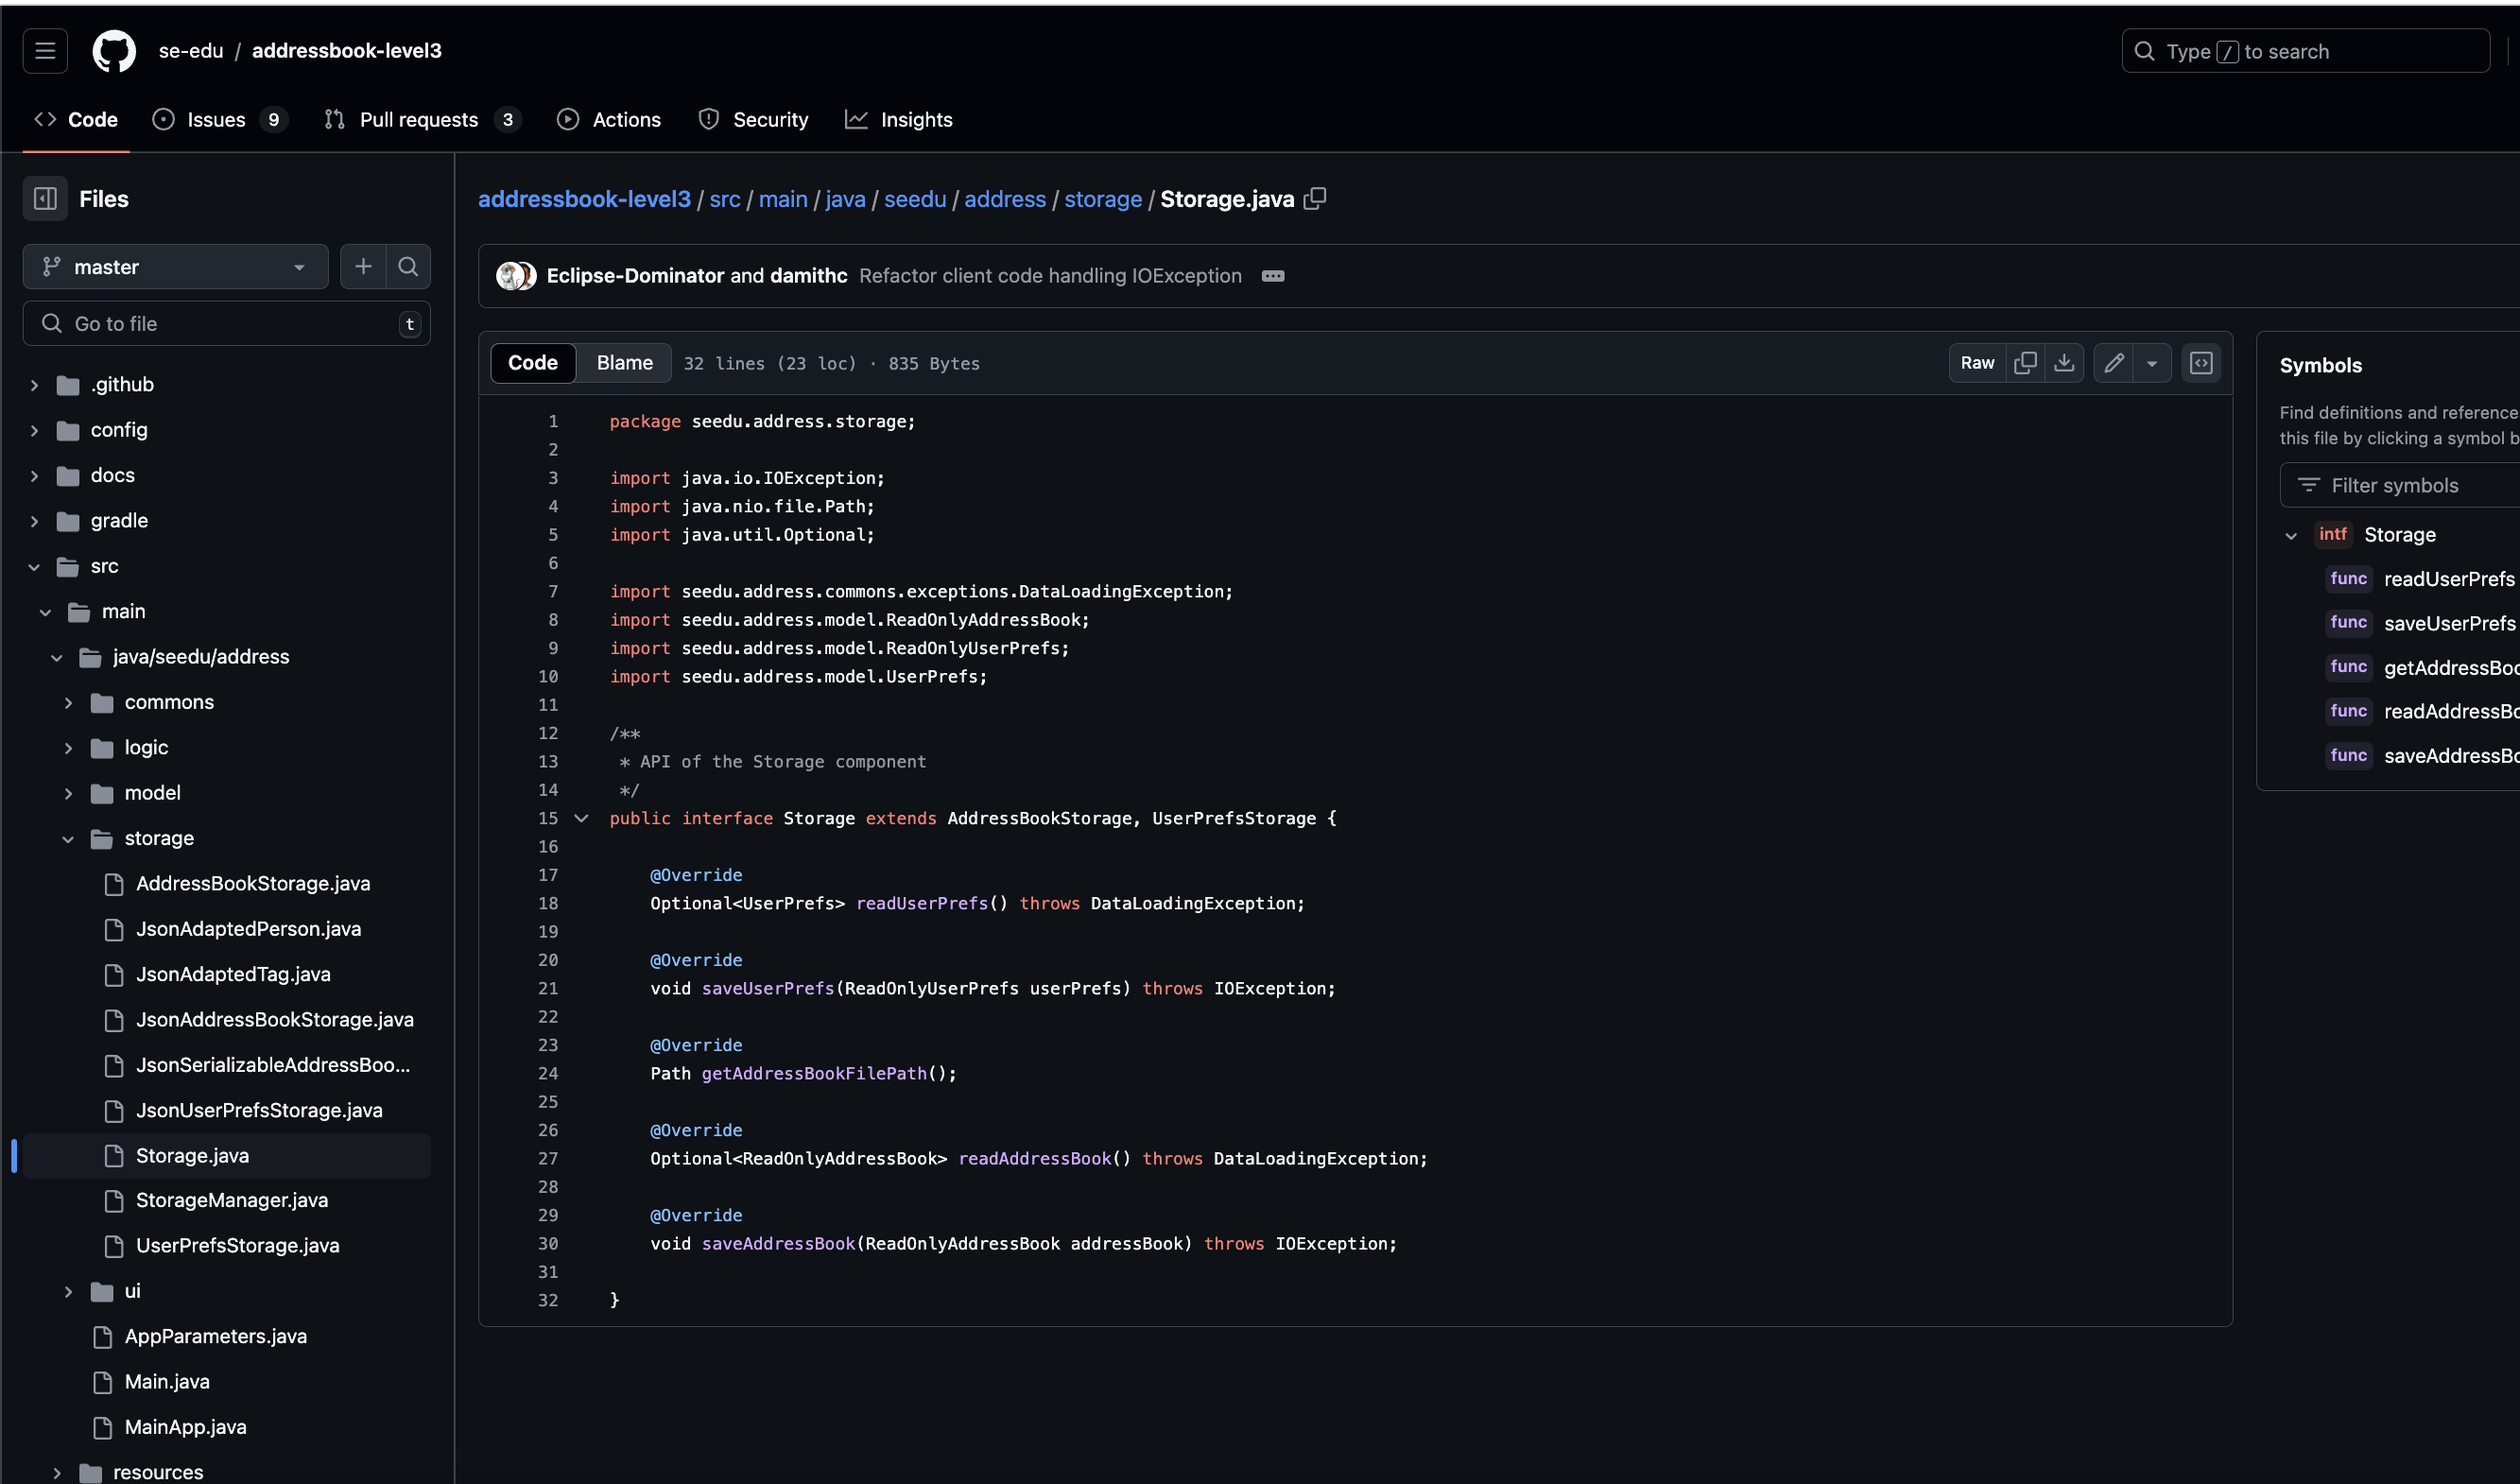 se-edu / addressbook-level3
Type / to search
Code
Issues 9
Pull requests 3
Actions
Security
Insights
Files
master
Go to file t
.github
config
docs
gradle
src
main
java/seedu/address
commons
logic
model
storage
AddressBookStorage.java
JsonAdaptedPerson.java
JsonAdaptedTag.java
JsonAddressBookStorage.java
JsonSerializableAddressBoo...
JsonUserPrefsStorage.java
Storage.java
StorageManager.java
UserPrefsStorage.java
ui
AppParameters.java
Main.java
MainApp.java
resources
addressbook-level3 / src / main / java / seedu / address / storage / Storage.java
Eclipse-Dominator and damithc Refactor client code handling IOException
Code Blame 32 lines (23 loc) · 835 Bytes
Raw
1 package seedu.address.storage;
2
3 import java.io.IOException;
4 import java.nio.file.Path;
5 import java.util.Optional;
6
7 import seedu.address.commons.exceptions.DataLoadingException;
8 import seedu.address.model.ReadOnlyAddressBook;
9 import seedu.address.model.ReadOnlyUserPrefs;
10 import seedu.address.model.UserPrefs;
11
12 /**
13 * API of the Storage component
14 */
15 public interface Storage extends AddressBookStorage, UserPrefsStorage {
16
17 @Override
18 Optional<UserPrefs> readUserPrefs() throws DataLoadingException;
19
20 @Override
21 void saveUserPrefs(ReadOnlyUserPrefs userPrefs) throws IOException;
22
23 @Override
24 Path getAddressBookFilePath();
25
26 @Override
27 Optional<ReadOnlyAddressBook> readAddressBook() throws DataLoadingException;
28
29 @Override
30 void saveAddressBook(ReadOnlyAddressBook addressBook) throws IOException;
31
32 }
Symbols
Find definitions and reference
this file by clicking a symbol b
Filter symbols
intf Storage
func readUserPrefs
func saveUserPrefs
func getAddressBoo
func readAddressBo
func saveAddressBo